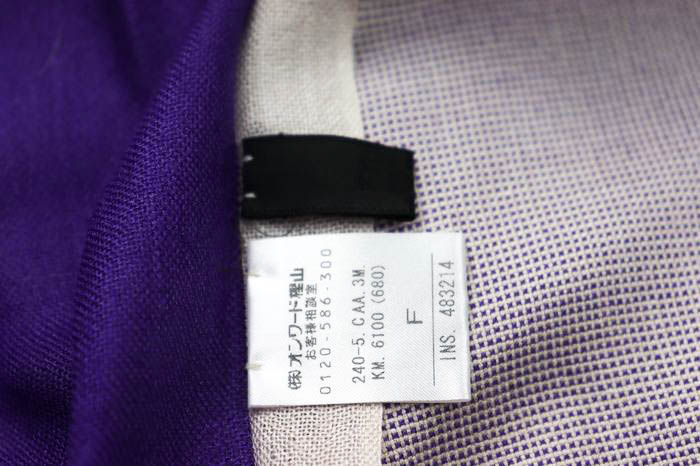 (株)オンワード樫山
お客様相談室
0120-586-300
240-5. CAA. 3M.
KM. 6100 (680)
F
INS. 483214